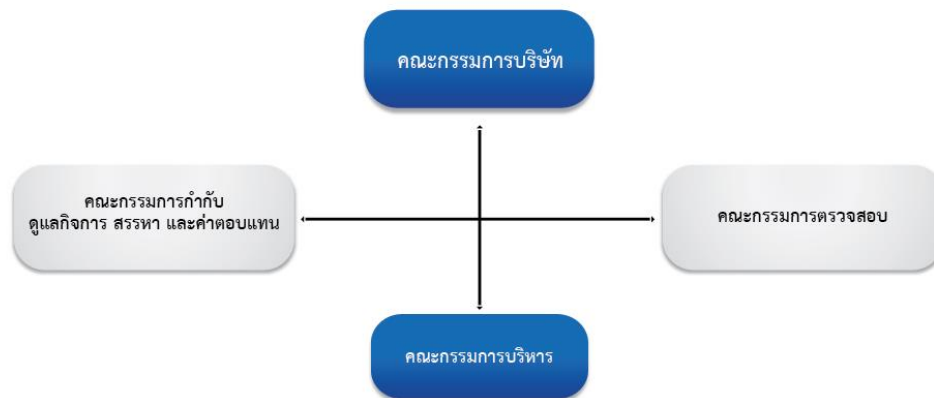 คณะกรรมการบริษัท
คณะกรรมการกำกับ
ดูแลกิจการ สรรหา และค่าตอบแทน
คณะกรรมการตรวจสอบ
คณะกรรมการบริหาร